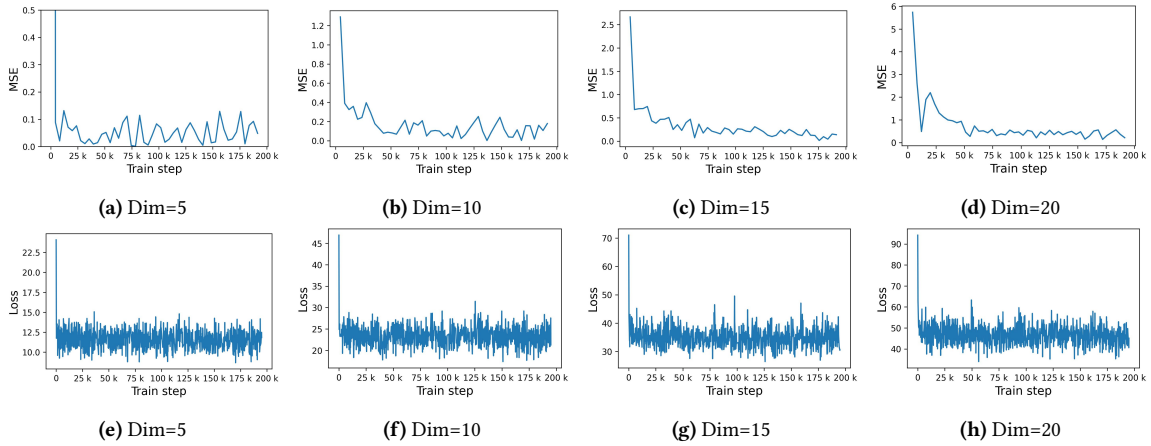 0.5
0.4
0.3
0.2
0.1
0.0
MSE
0 25 k 50 k 75 k 100 k 125 k 150 k 175 k 200 k
Train step
(a) Dim=5
1.2
1.0
0.8
0.6
0.4
0.2
0.0
MSE
0 25 k 50 k 75 k 100 k 125 k 150 k 175 k 200 k
Train step
(b) Dim=10
2.5
2.0
1.5
1.0
0.5
0.0
MSE
0 25 k 50 k 75 k 100 k 125 k 150 k 175 k 200 k
Train step
(c) Dim=15
6
5
4
3
2
1
0
MSE
0 25 k 50 k 75 k 100 k 125 k 150 k 175 k 200 k
Train step
(d) Dim=20
22.5
20.0
17.5
15.0
12.5
10.0
Loss
0 25 k 50 k 75 k 100 k 125 k 150 k 175 k 200 k
Train step
(e) Dim=5
45
40
35
30
25
20
Loss
0 25 k 50 k 75 k 100 k 125 k 150 k 175 k 200 k
Train step
(f) Dim=10
70
60
50
40
30
Loss
0 25 k 50 k 75 k 100 k 125 k 150 k 175 k 200 k
Train step
(g) Dim=15
90
80
70
60
50
40
Loss
0 25 k 50 k 75 k 100 k 125 k 150 k 175 k 200 k
Train step
(h) Dim=20